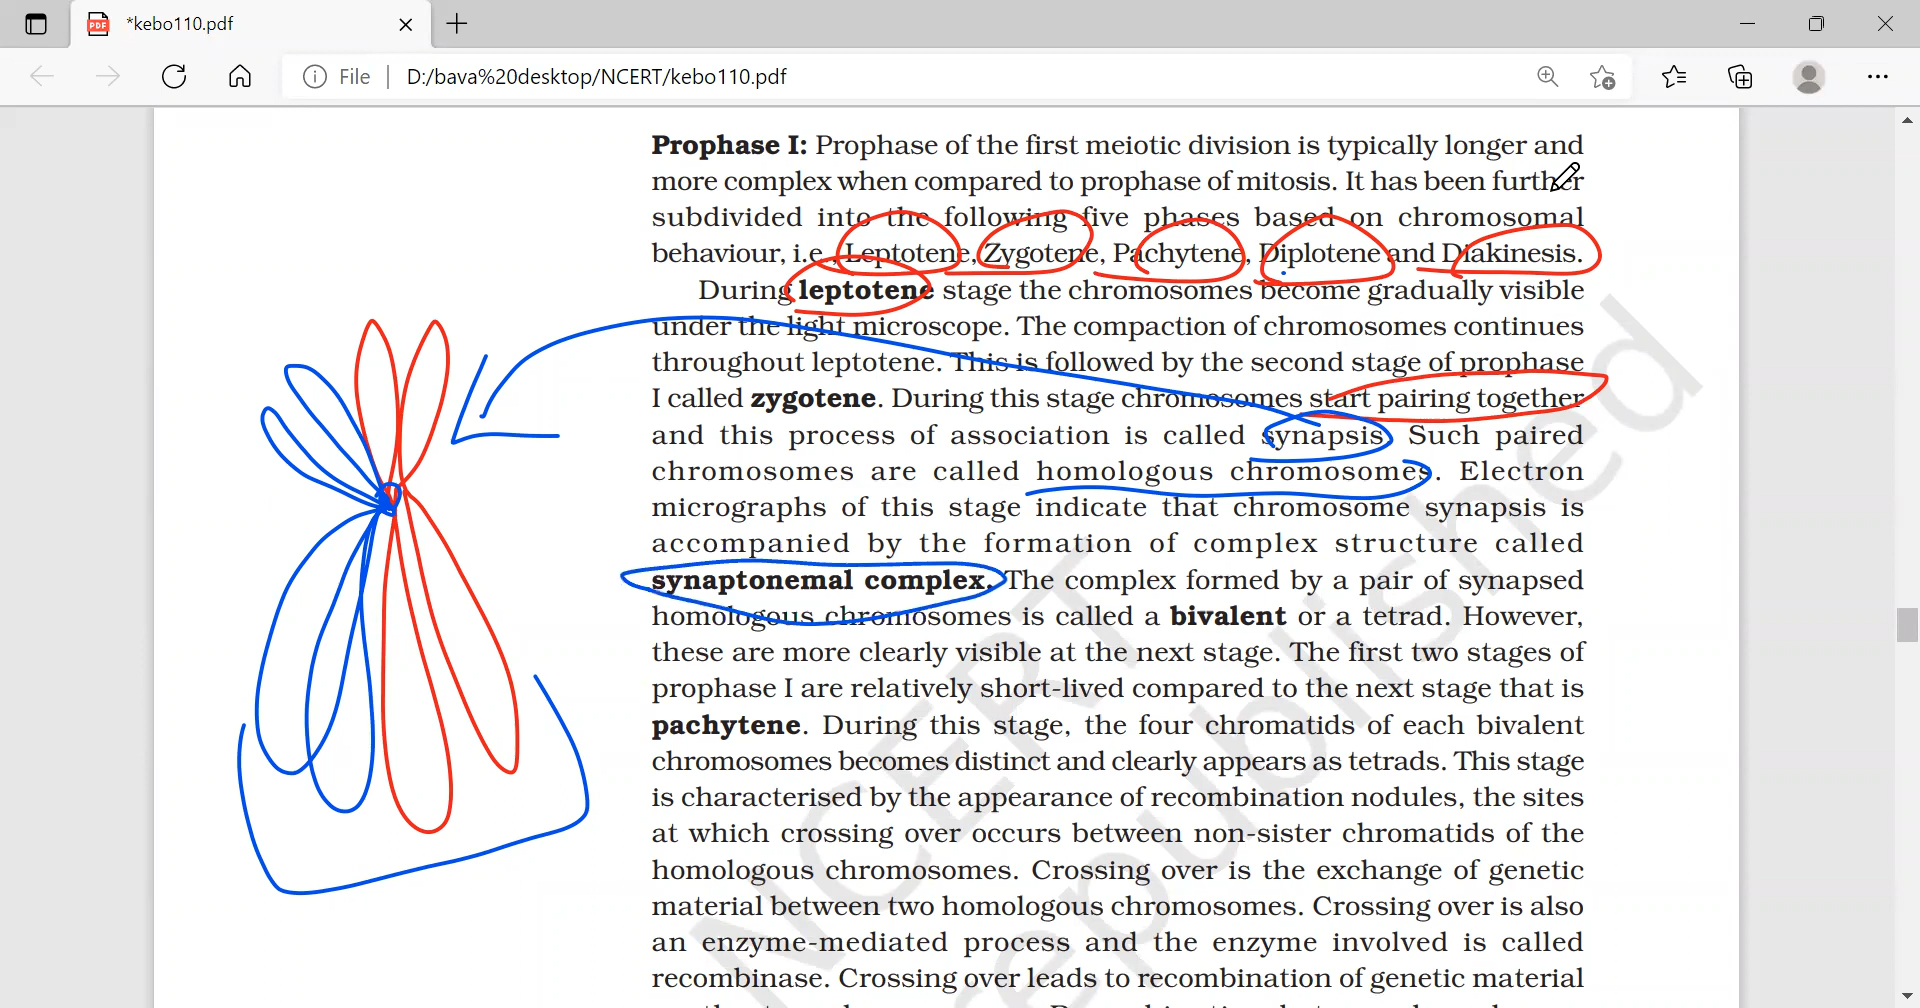 *kebo110.pdf
File | D:/bava%20desktop/NCERT/kebo110.pdf
Prophase I: Prophase of the first meiotic division is typically longer and
more complex when compared to prophase of mitosis. It has been further
subdivided into the following five phases based on chromosomal
behaviour, i.e., Leptotene, Zygotene, Pachytene, Diplotene and Diakinesis.
During leptotene stage the chromosomes become gradually visible
under the light microscope. The compaction of chromosomes continues
throughout leptotene. This is followed by the second stage of prophase
I called zygotene. During this stage chromosomes start pairing together
and this process of association is called synapsis. Such paired
chromosomes are called homologous chromosomes. Electron
micrographs of this stage indicate that chromosome synapsis is
accompanied by the formation of complex structure called
synaptonemal complex. The complex formed by a pair of synapsed
homologous chromosomes is called a bivalent or a tetrad. However,
these are more clearly visible at the next stage. The first two stages of
prophase I are relatively short-lived compared to the next stage that is
pachytene. During this stage, the four chromatids of each bivalent
chromosomes becomes distinct and clearly appears as tetrads. This stage
is characterised by the appearance of recombination nodules, the sites
at which crossing over occurs between non-sister chromatids of the
homologous chromosomes. Crossing over is the exchange of genetic
material between two homologous chromosomes. Crossing over is also
an enzyme-mediated process and the enzyme involved is called
recombinase. Crossing over leads to recombination of genetic material
NCERT
republished